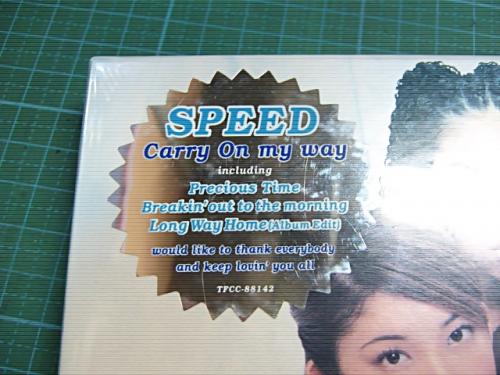 SPEED
Carry On my way
including
Precious Time
Breakin'out to the morning
Long Way Home (Album Edit)
would like to thank everybody
and keep lovin' you all
TFCC-88142